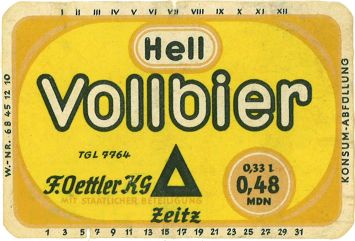 I II III IV V VI VII VIII IX X XI XII
Hell
Vollbier
TGL 7764
F. Oettler KG
MIT STAATLICHER BETEILIGUNG
Zeitz
0,33 l
0,48
MDN
W.-NR. 68 45 12 10
KONSUM-ABFÜLLUNG
1 3 5 7 9 11 13 15 17 19 21 23 25 27 29 31